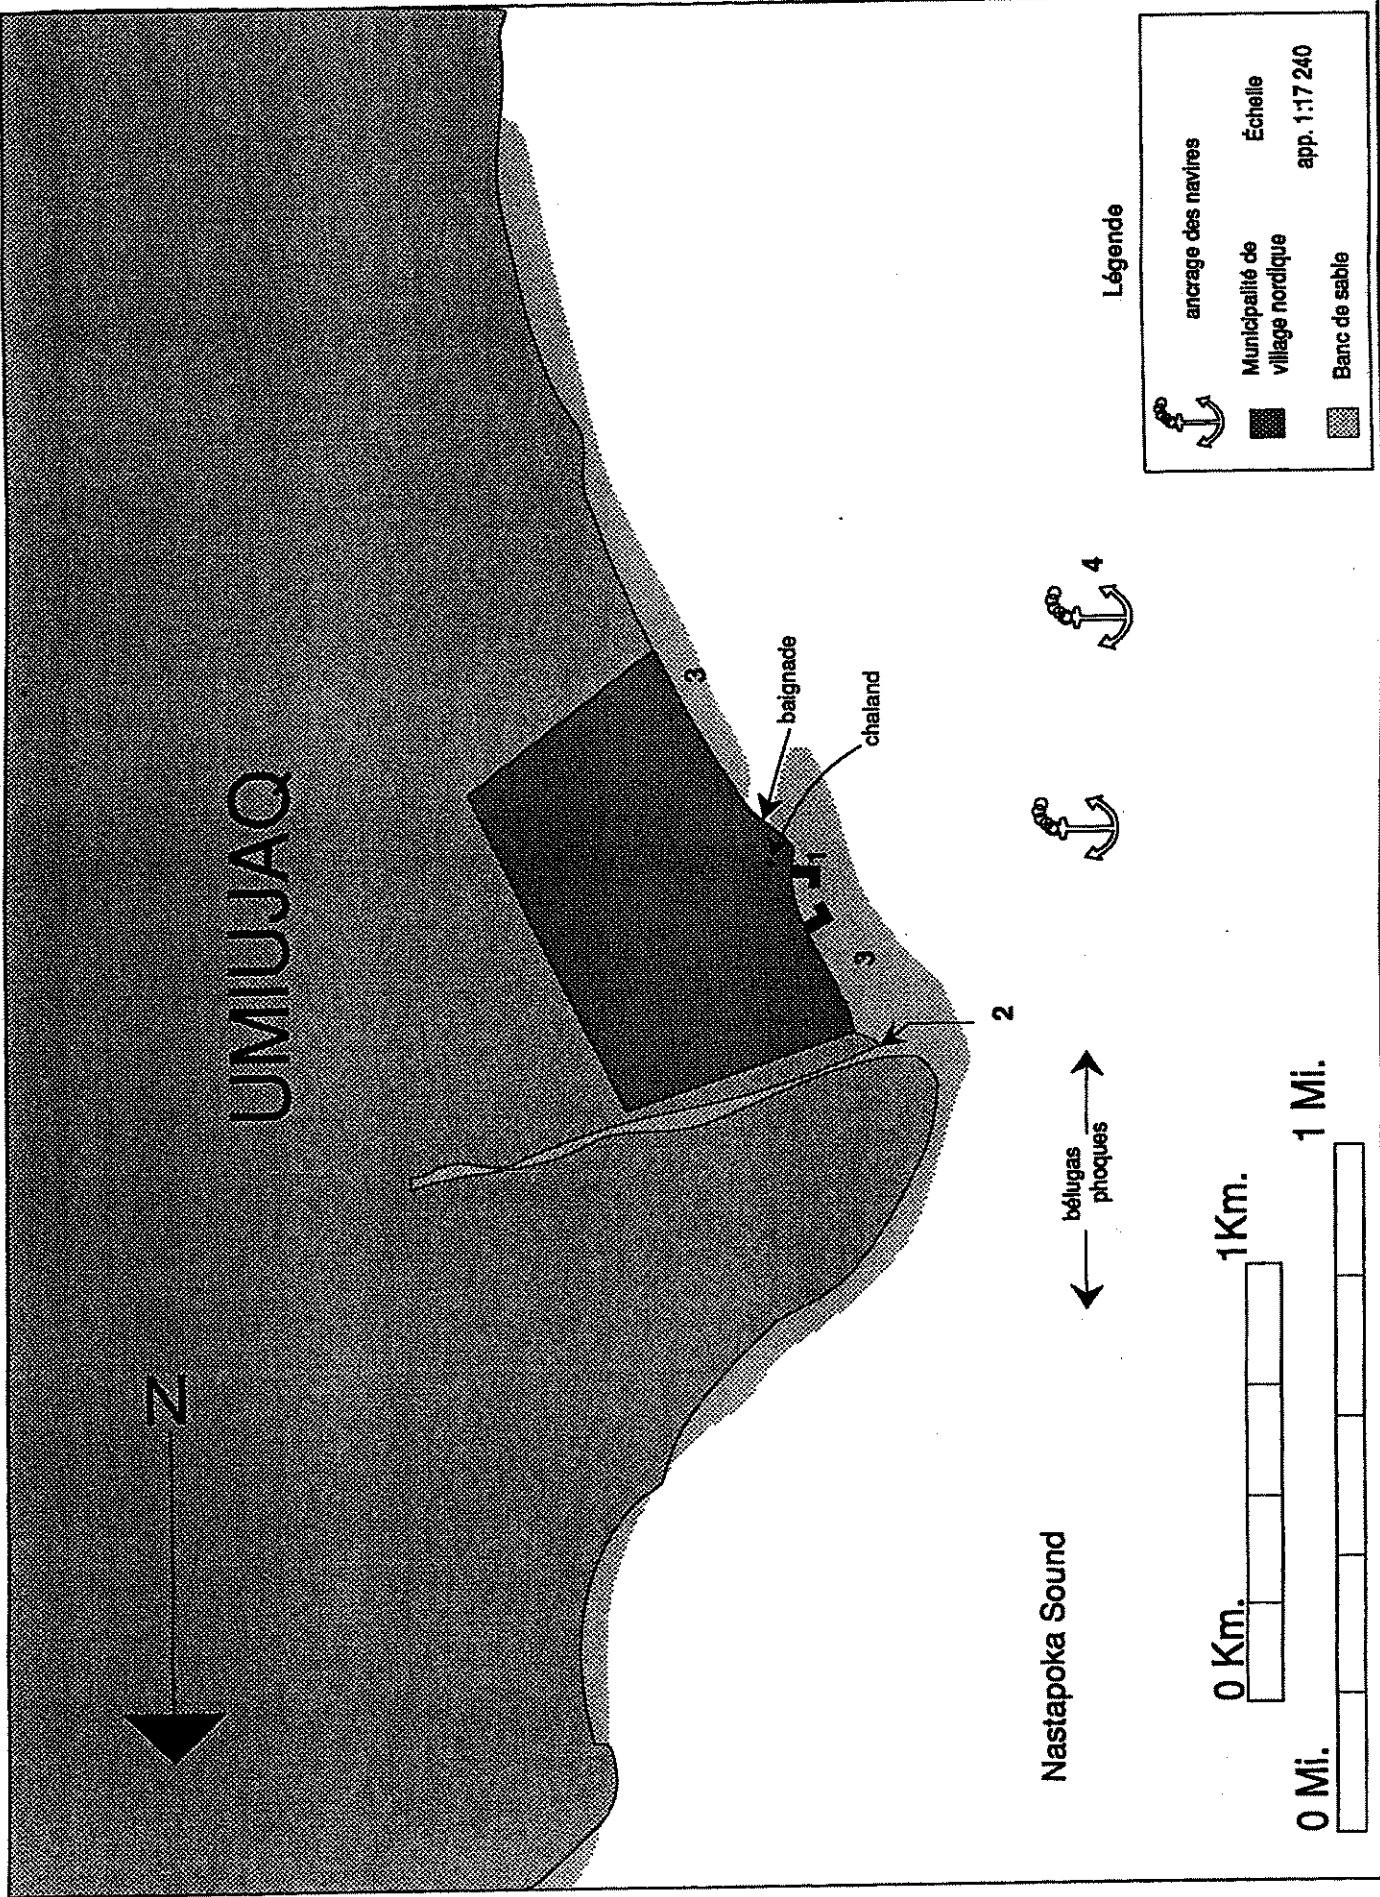 UMIUJAQ
N
3
baignade
chaland
1
3
2
4
bélugas
phoques
Nastapoka Sound
0 Km.
1Km.
0 Mi.
1 Mi.
Légende
ancrage des navires
Municipalité de
village nordique
Échelle
app. 1:17 240
Banc de sable